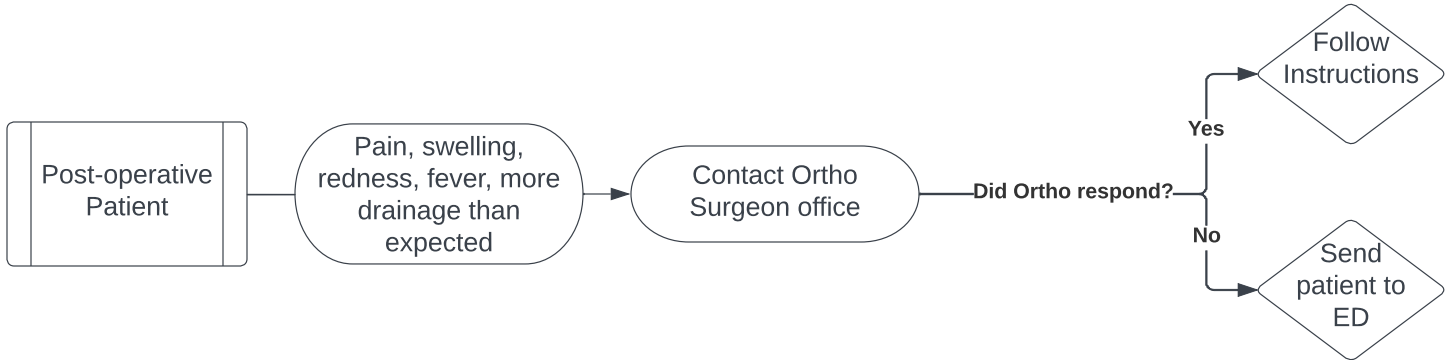 Post-operative
Patient
Pain, swelling,
redness, fever, more
drainage than
expected
Contact Ortho
Surgeon office
Did Ortho respond?
Yes
Follow
Instructions
No
Send
patient to
ED